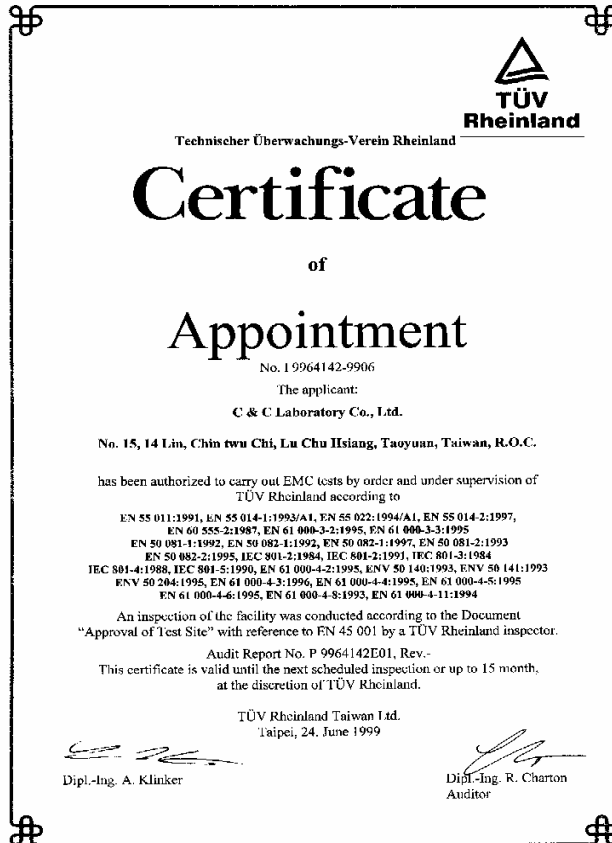 TÜV
Rheinland
Technischer Überwachungs-Verein Rheinland
Certificate
of
Appointment
No. I 9964142-9906
The applicant:
C & C Laboratory Co., Ltd.
No. 15, 14 Lin, Chin twu Chi, Lu Chu Hsiang, Taoyuan, Taiwan, R.O.C.
has been authorized to carry out EMC tests by order and under supervision of
TÜV Rheinland according to
EN 55 011:1991, EN 55 014-1:1993/A1, EN 55 022:1994/A1, EN 55 014-2:1997,
EN 60 555-2:1987, EN 61 000-3-2:1995, EN 61 000-3-3:1995
EN 50 081-1:1992, EN 50 082-1:1992, EN 50 082-1:1997, EN 50 081-2:1993
EN 50 082-2:1995, IEC 801-2:1984, IEC 801-2:1991, IEC 801-3:1984
IEC 801-4:1988, IEC 801-5:1990, EN 61 000-4-2:1995, ENV 50 140:1993, ENV 50 141:1993
ENV 50 204:1995, EN 61 000-4-3:1996, EN 61 000-4-4:1995, EN 61 000-4-5:1995
EN 61 000-4-6:1995, EN 61 000-4-8:1993, EN 61 000-4-11:1994
An inspection of the facility was conducted according to the Document
“Approval of Test Site” with reference to EN 45 001 by a TÜV Rheinland inspector.
Audit Report No. P 9964142E01, Rev.-
This certificate is valid until the next scheduled inspection or up to 15 month,
at the discretion of TÜV Rheinland.
TÜV Rheinland Taiwan Ltd.
Taipei, 24. June 1999
Dipl.-Ing. A. Klinker
Dipl.-Ing. R. Charton
Auditor